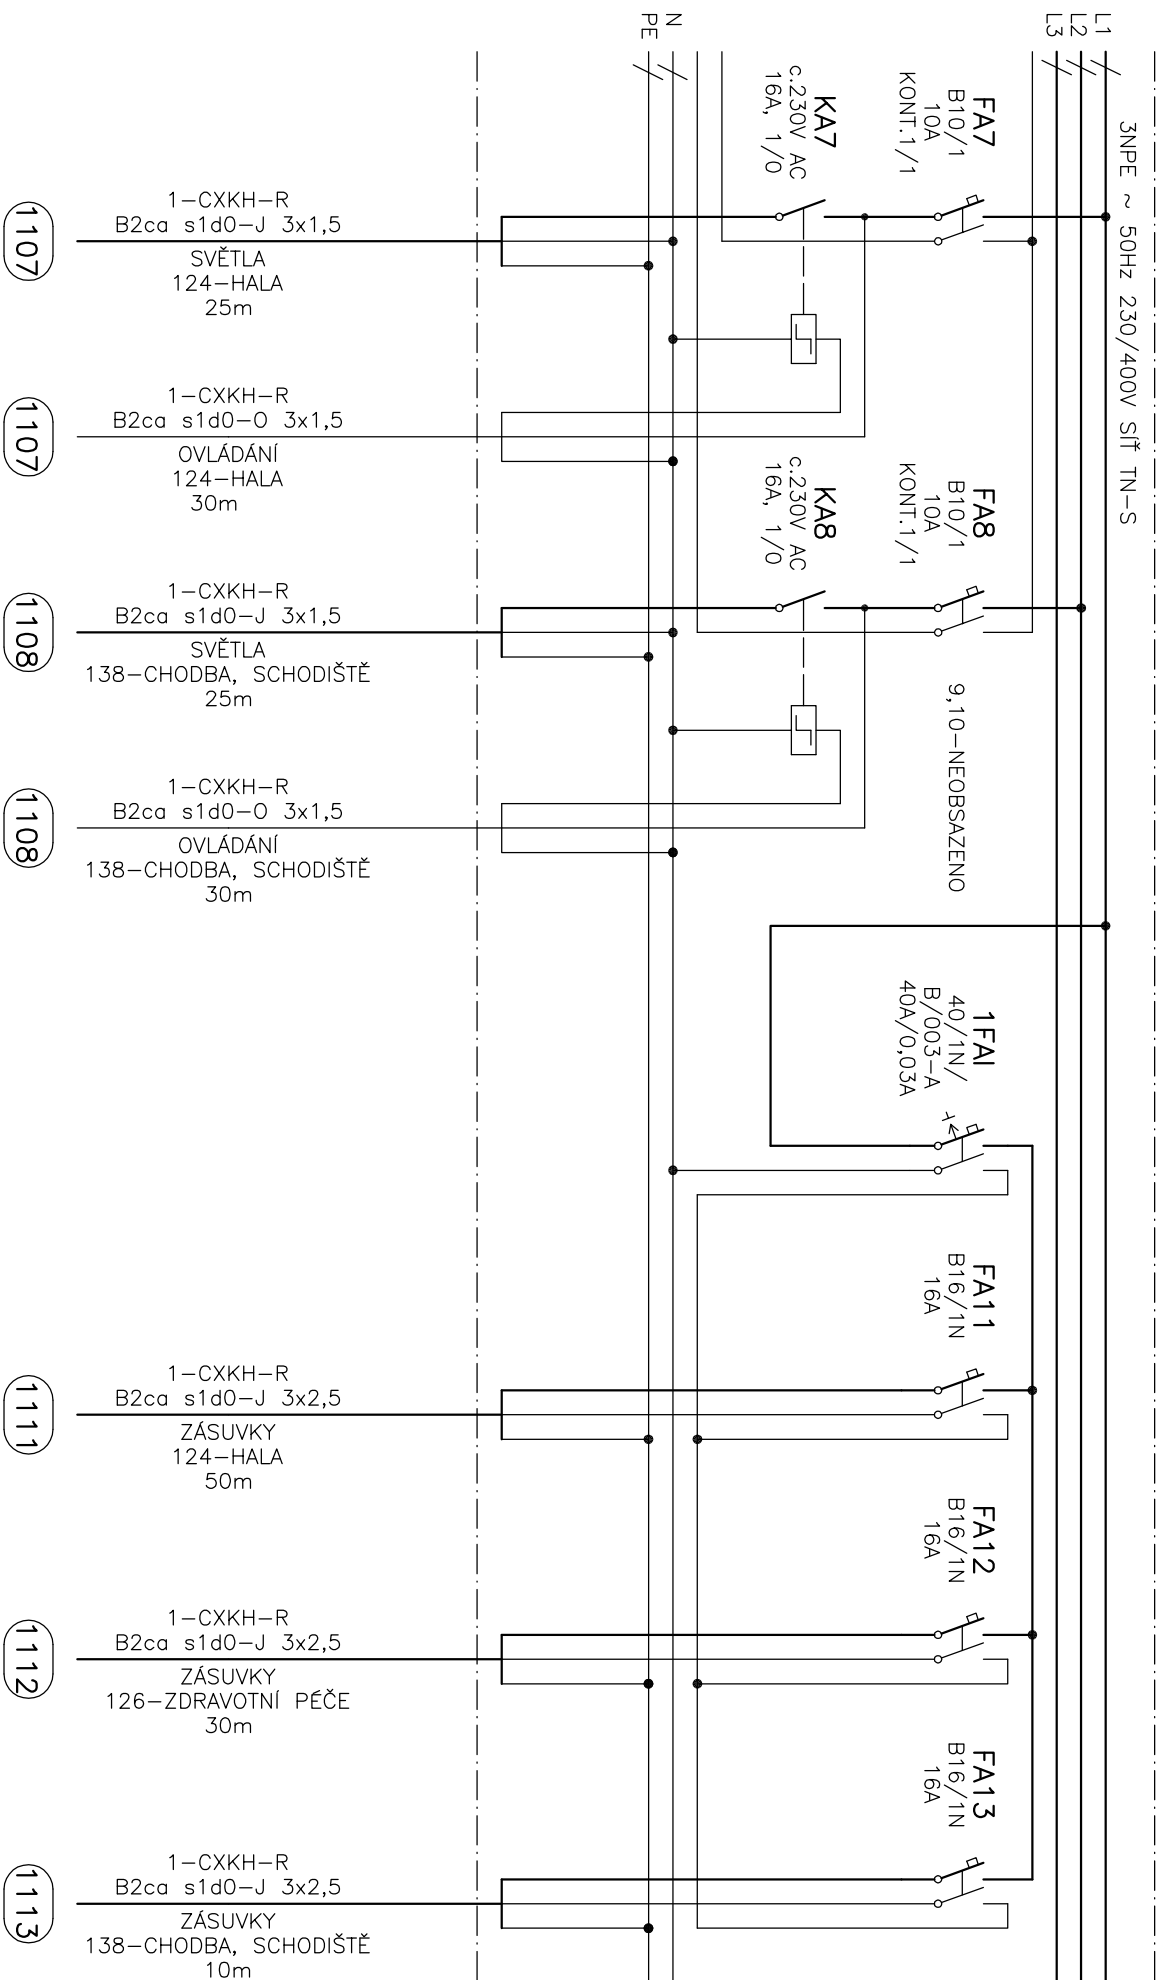 L1
L2
L3
3NPE ~ 50Hz 230/400V SÍŤ TN-S
N
PE
FA7
B10/1
10A
KONT.1/1
KA7
c.230V AC
16A, 1/0
1-CXKH-R
B2ca s1d0-J 3x1,5
SVĚTLA
124-HALA
25m
1107
1-CXKH-R
B2ca s1d0-O 3x1,5
OVLÁDÁNÍ
124-HALA
30m
1107
FA8
B10/1
10A
KONT.1/1
KA8
c.230V AC
16A, 1/0
1-CXKH-R
B2ca s1d0-J 3x1,5
SVĚTLA
138-CHODBA, SCHODIŠTĚ
25m
1108
9,10-NEOBSAZENO
1-CXKH-R
B2ca s1d0-O 3x1,5
OVLÁDÁNÍ
138-CHODBA, SCHODIŠTĚ
30m
1108
1FAI
40/1N/
B/003-A
40A/0,03A
FA11
B16/1N
16A
1-CXKH-R
B2ca s1d0-J 3x2,5
ZÁSUVKY
124-HALA
50m
1111
FA12
B16/1N
16A
1-CXKH-R
B2ca s1d0-J 3x2,5
ZÁSUVKY
126-ZDRAVOTNÍ PÉČE
30m
1112
FA13
B16/1N
16A
1-CXKH-R
B2ca s1d0-J 3x2,5
ZÁSUVKY
138-CHODBA, SCHODIŠTĚ
10m
1113